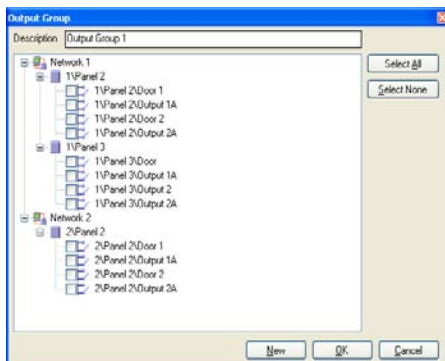 Output Group
Description Output Group 1
Network 1
1\Panel 2
1\Panel 2\Door 1
1\Panel 2\Output 1A
1\Panel 2\Door 2
1\Panel 2\Output 2A
1\Panel 3
1\Panel 3\Door
1\Panel 3\Output 1A
1\Panel 3\Output 2
1\Panel 3\Output 2A
Network 2
2\Panel 2
2\Panel 2\Door 1
2\Panel 2\Output 1A
2\Panel 2\Door 2
2\Panel 2\Output 2A
Select All
Select None
New OK Cancel